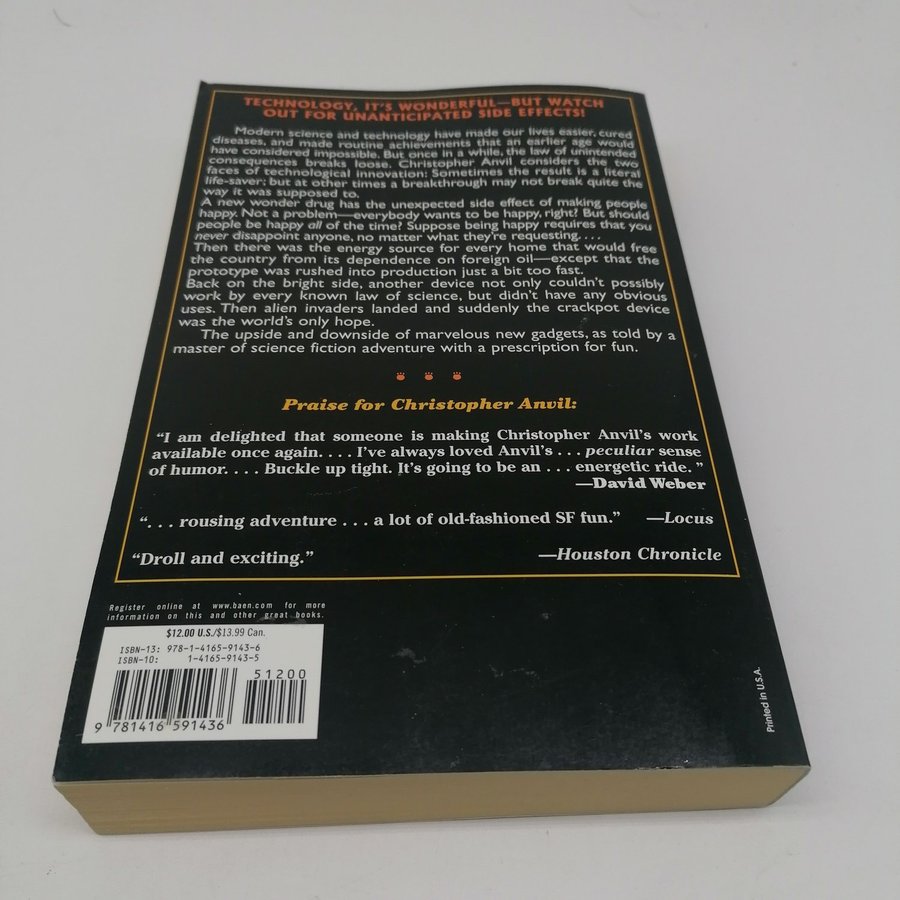 TECHNOLOGY, IT'S WONDERFUL—BUT WATCH
OUT FOR UNANTICIPATED SIDE EFFECTS!
Modern science and technology have made our lives easier, cured
diseases, and made routine achievements that an earlier age would
have considered impossible. But once in a while, the law of unintended
consequences breaks loose. Christopher Anvil considers the two
faces of technological innovation: Sometimes the result is a literal
life-saver; but at other times a breakthrough may not break quite the
way it was supposed to.
A new wonder drug has the unexpected side effect of making people
happy. Not a problem—everybody wants to be happy, right? But should
people be happy all of the time? Suppose being happy requires that you
never disappoint anyone, no matter what they're requesting. . . .
Then there was the energy source for every home that would free
the country from its dependence on foreign oil—except that the
prototype was rushed into production just a bit too fast.
Back on the bright side, another device not only couldn't possibly
work by every known law of science, but didn't have any obvious
uses. Then alien invaders landed and suddenly the crackpot device
was the world's only hope.
The upside and downside of marvelous new gadgets, as told by a
master of science fiction adventure with a prescription for fun.
Praise for Christopher Anvil:
"I am delighted that someone is making Christopher Anvil's work
available once again. . . . I've always loved Anvil's . . . peculiar sense
of humor. . . . Buckle up tight. It's going to be an . . . energetic ride."
—David Weber
". . . rousing adventure . . . a lot of old-fashioned SF fun." —Locus
"Droll and exciting." —Houston Chronicle
Register online at www.baen.com for more
information on this and other great books.
$12.00 U.S./$13.99 Can.
ISBN-13: 978-1-4165-9143-6
ISBN-10: 1-4165-9143-5
51200
9 781416 591436
Printed in U.S.A.